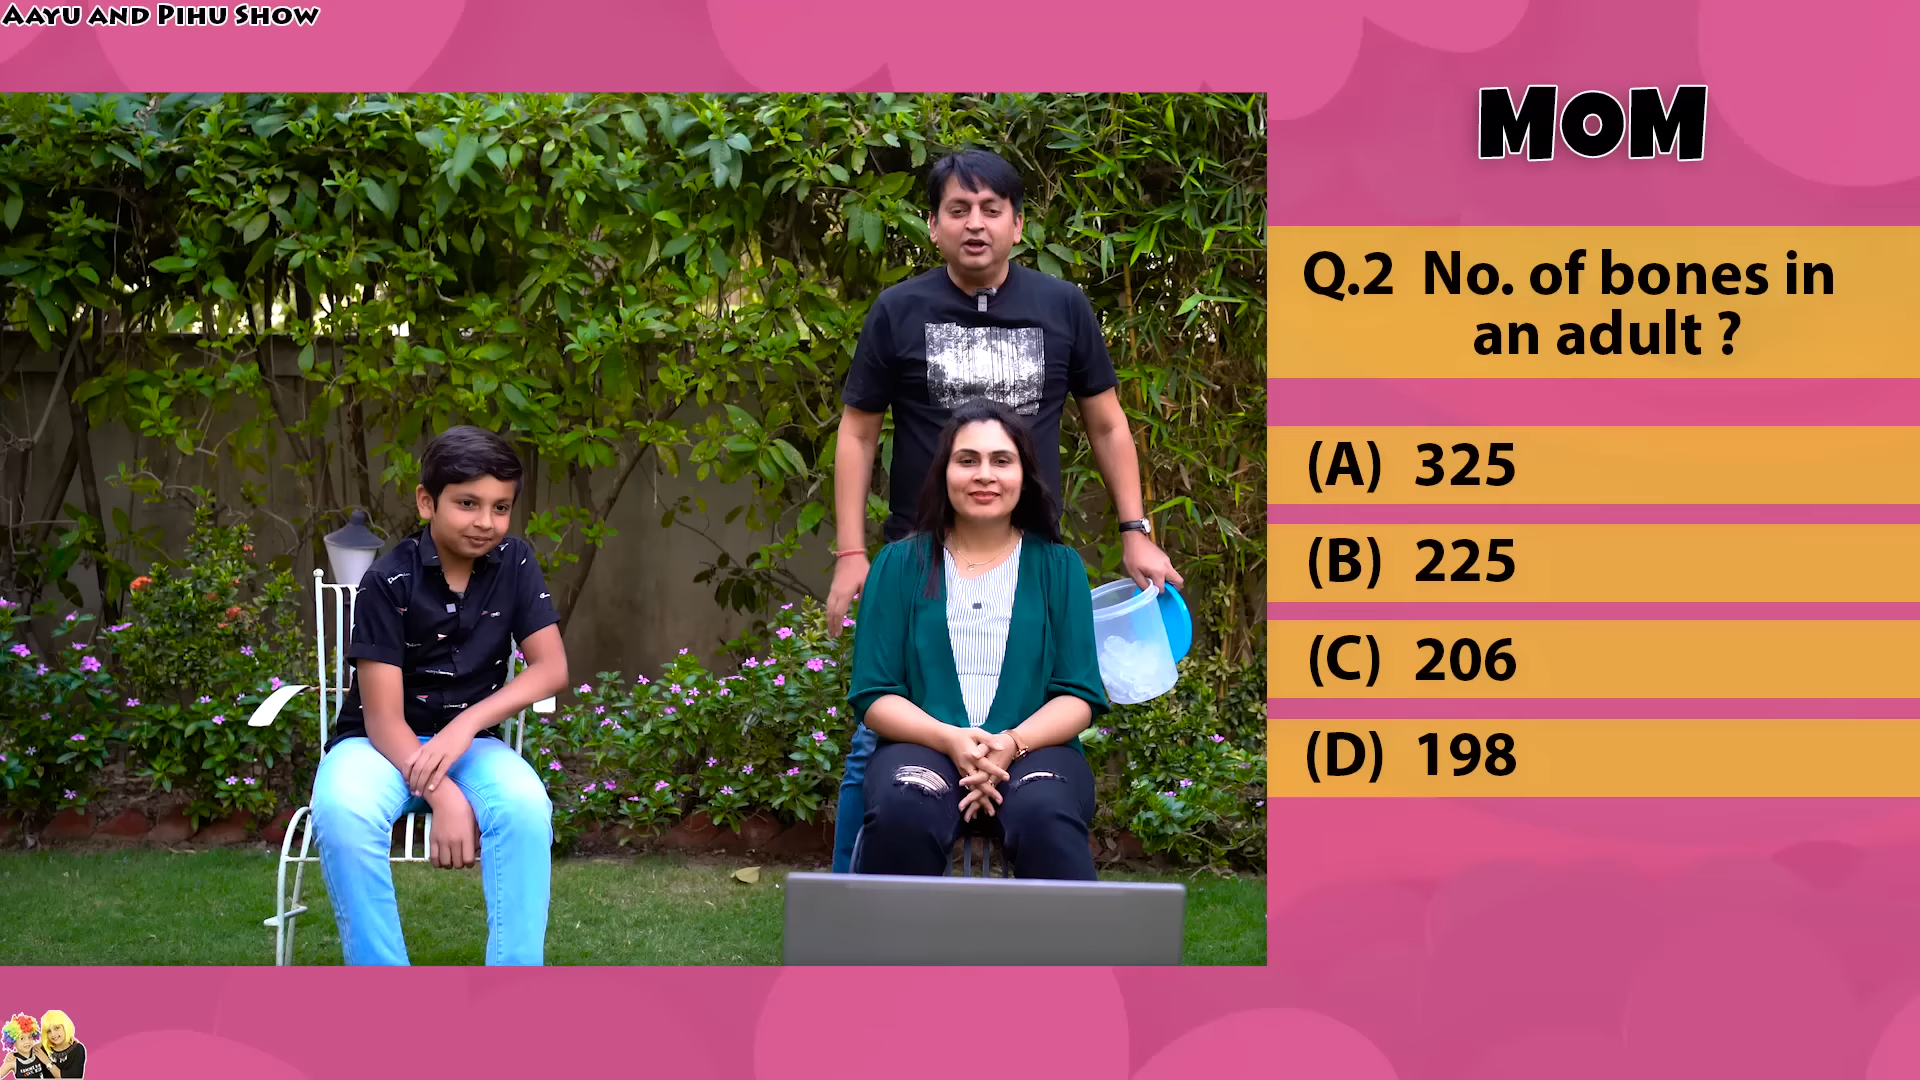 Aayu and Pihu Show
MOM
Q.2 No. of bones in
an adult ?
(A) 325
(B) 225
(C) 206
(D) 198